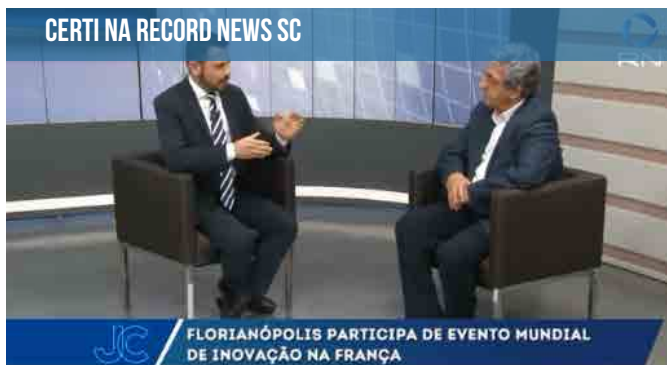 CERTI NA RECORD NEWS SC
RN
JC
FLORIANÓPOLIS PARTICIPA DE EVENTO MUNDIAL
DE INOVAÇÃO NA FRANÇA